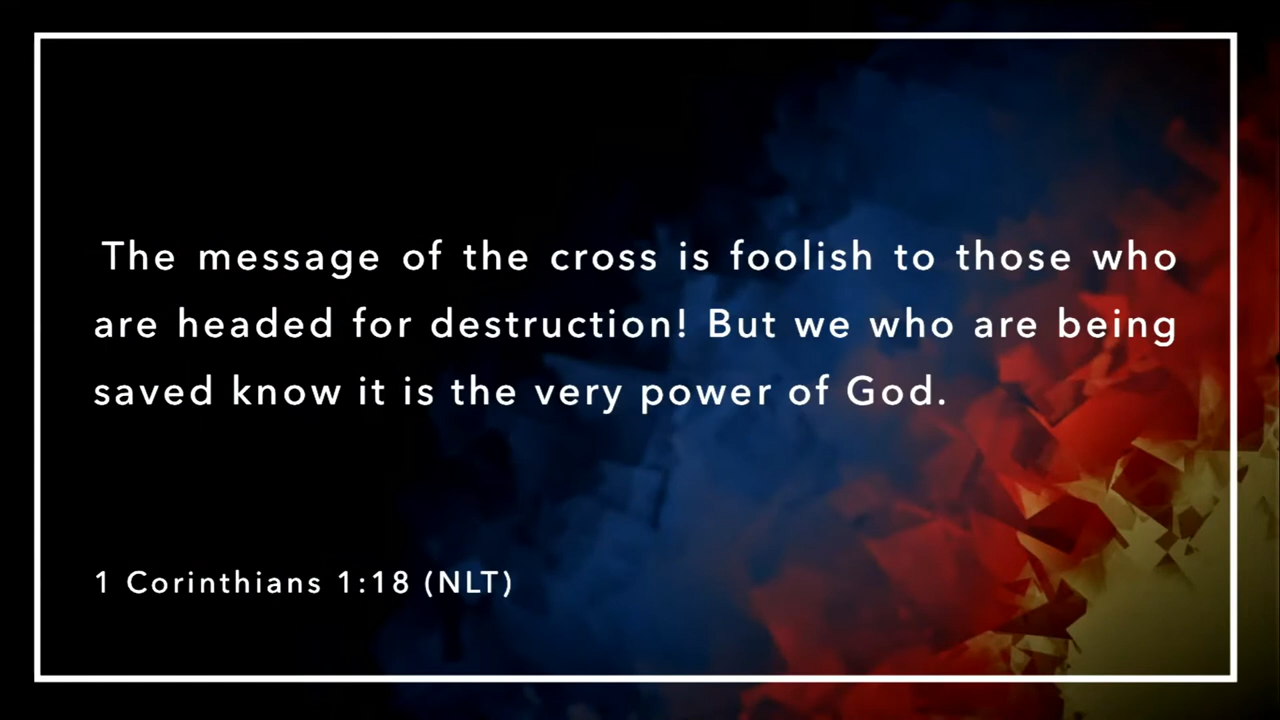 The message of the cross is foolish to those who
are headed for destruction! But we who are being
saved know it is the very power of God.
1 Corinthians 1:18 (NLT)